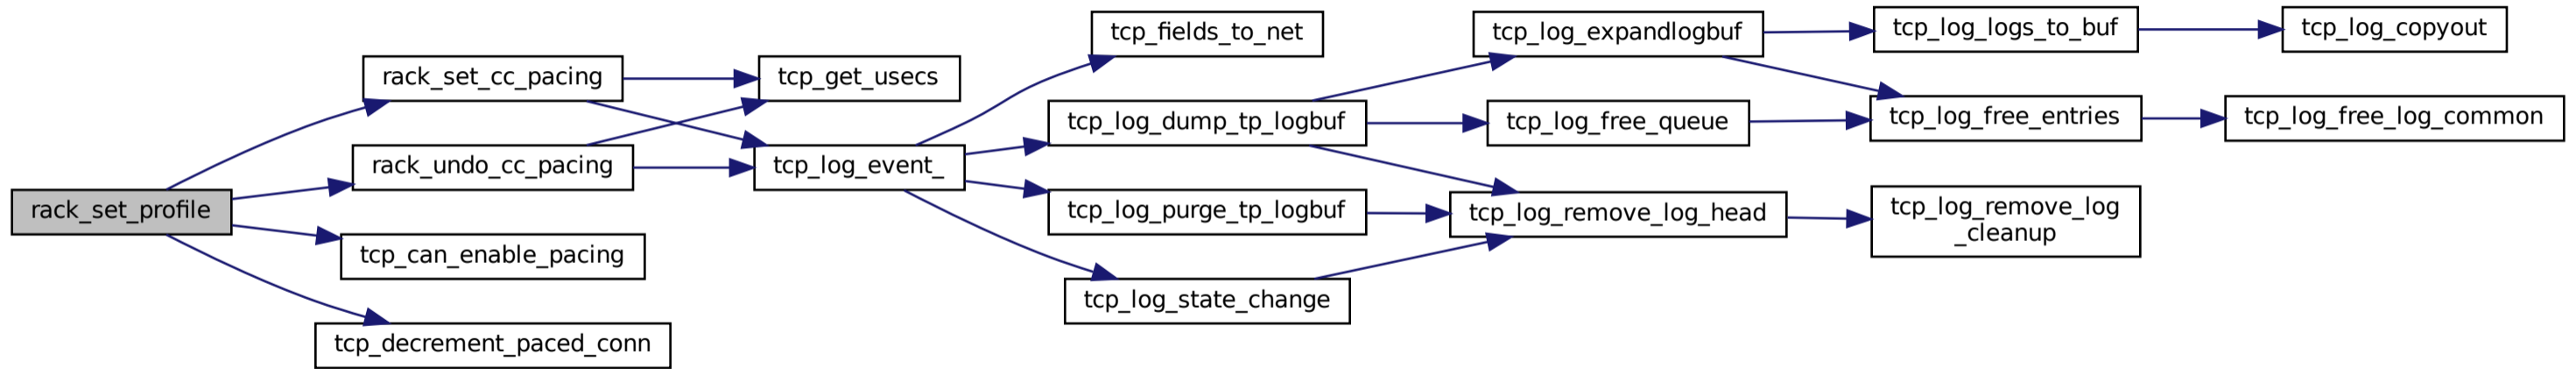 rack_set_profile
rack_set_cc_pacing
rack_undo_cc_pacing
tcp_can_enable_pacing
tcp_decrement_paced_conn
tcp_get_usecs
tcp_log_event_
tcp_fields_to_net
tcp_log_dump_tp_logbuf
tcp_log_purge_tp_logbuf
tcp_log_state_change
tcp_log_expandlogbuf
tcp_log_free_queue
tcp_log_remove_log_head
tcp_log_logs_to_buf
tcp_log_free_entries
tcp_log_remove_log
_cleanup
tcp_log_copyout
tcp_log_free_log_common